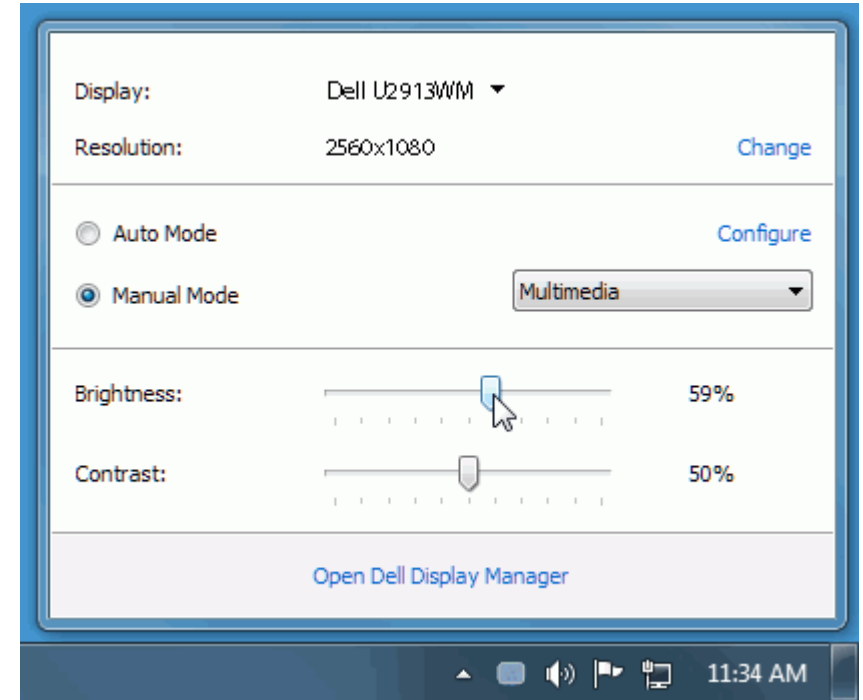 Display: Dell U2913WM
Resolution: 2560x1080 Change
Auto Mode Configure
Manual Mode Multimedia
Brightness: 59%
Contrast: 50%
Open Dell Display Manager
11:34 AM